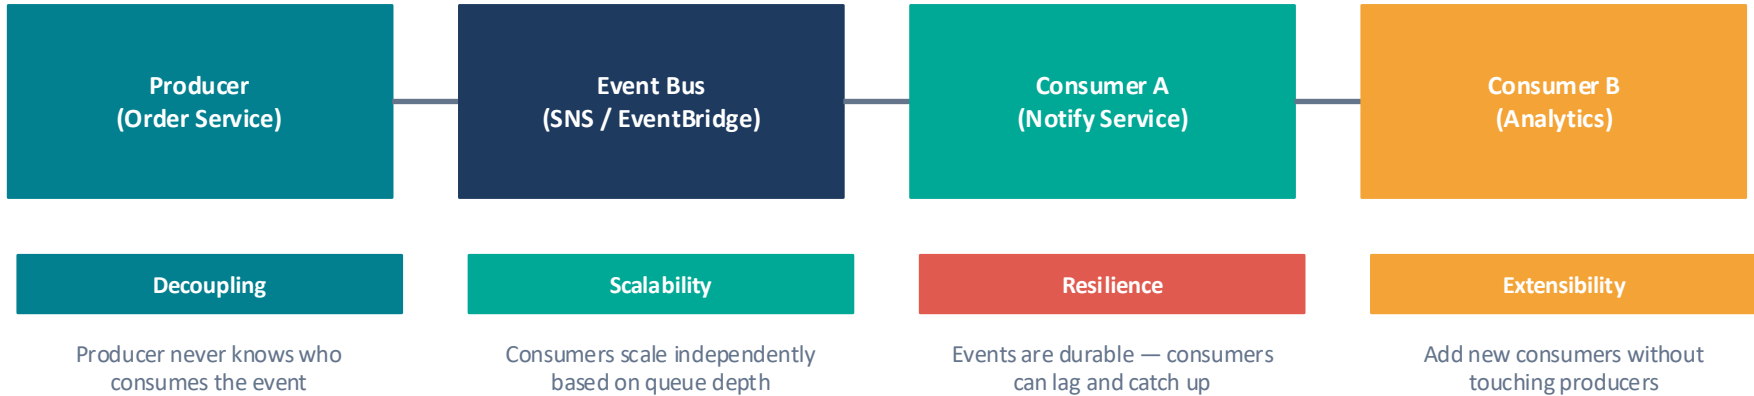 Producer
(Order Service)
Event Bus
(SNS / EventBridge)
Consumer A
(Notify Service)
Consumer B
(Analytics)
Decoupling
Scalability
Resilience
Extensibility
Producer never knows who
consumes the event
Consumers scale independently
based on queue depth
Events are durable — consumers
can lag and catch up
Add new consumers without
touching producers